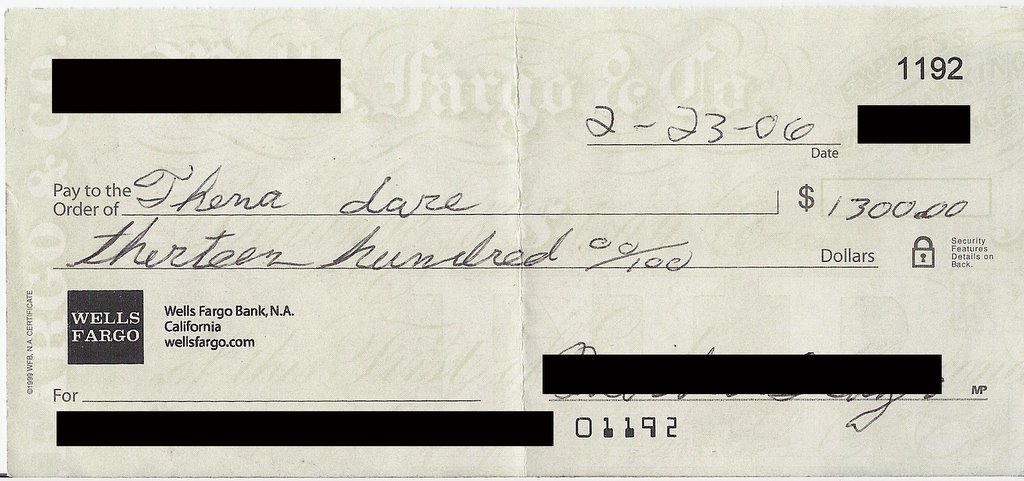 Wells Fargo & Co.
1192
2-23-06
Date
Pay to the
Order of Thena dare $ 1300.00
therteen hundred 00/100 Dollars
Security
Features
Details on
Back.
WELLS
FARGO
Wells Fargo Bank, N.A.
California
wellsfargo.com
©1999 WFB, N.A. CERTIFICATE
For
MP
01192